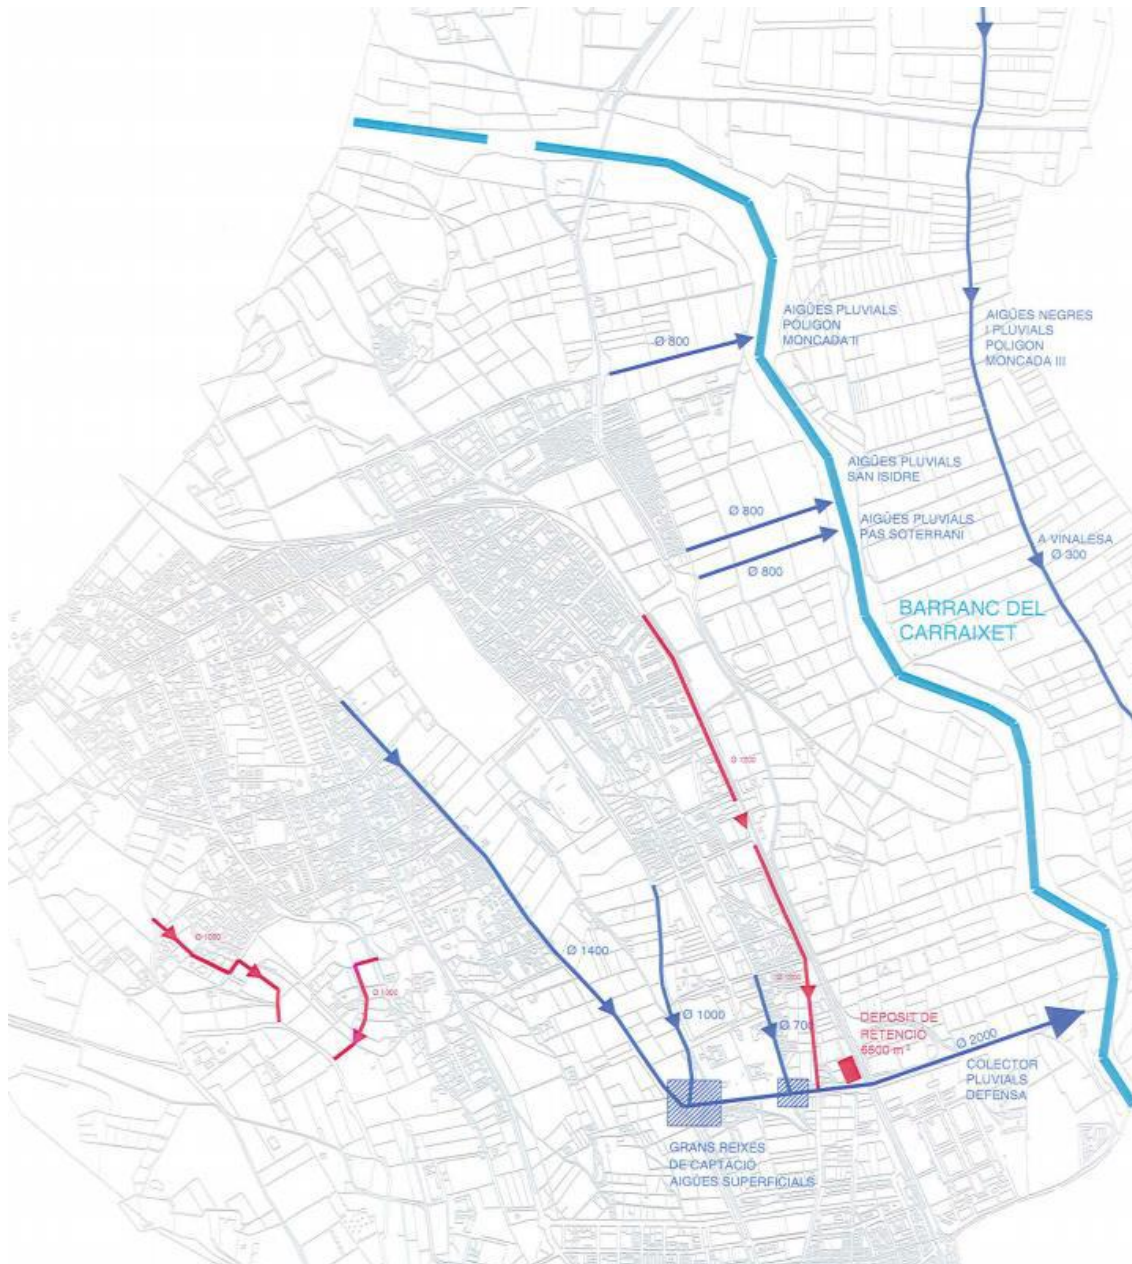 AIGÜES PLUVIALS
POLIGON
MONCADA II
Ø 800
AIGÜES NEGRES
I PLUVIALS
POLIGON
MONCADA III
AIGÜES PLUVIALS
SAN ISIDRE
Ø 800
AIGÜES PLUVIALS
PAS SOTERRANI
Ø 800
A VINALESA
Ø 300
BARRANC DEL
CARRAIXET
Ø 1400
Ø 1000
Ø 1000
Ø 700
DEPOSIT DE
RETENCIÓ
6500 m³
Ø 2000
COLECTOR
PLUVIALS
DEFENSA
GRANS REIXES
DE CAPTACIÓ
AIGÜES SUPERFICIALS